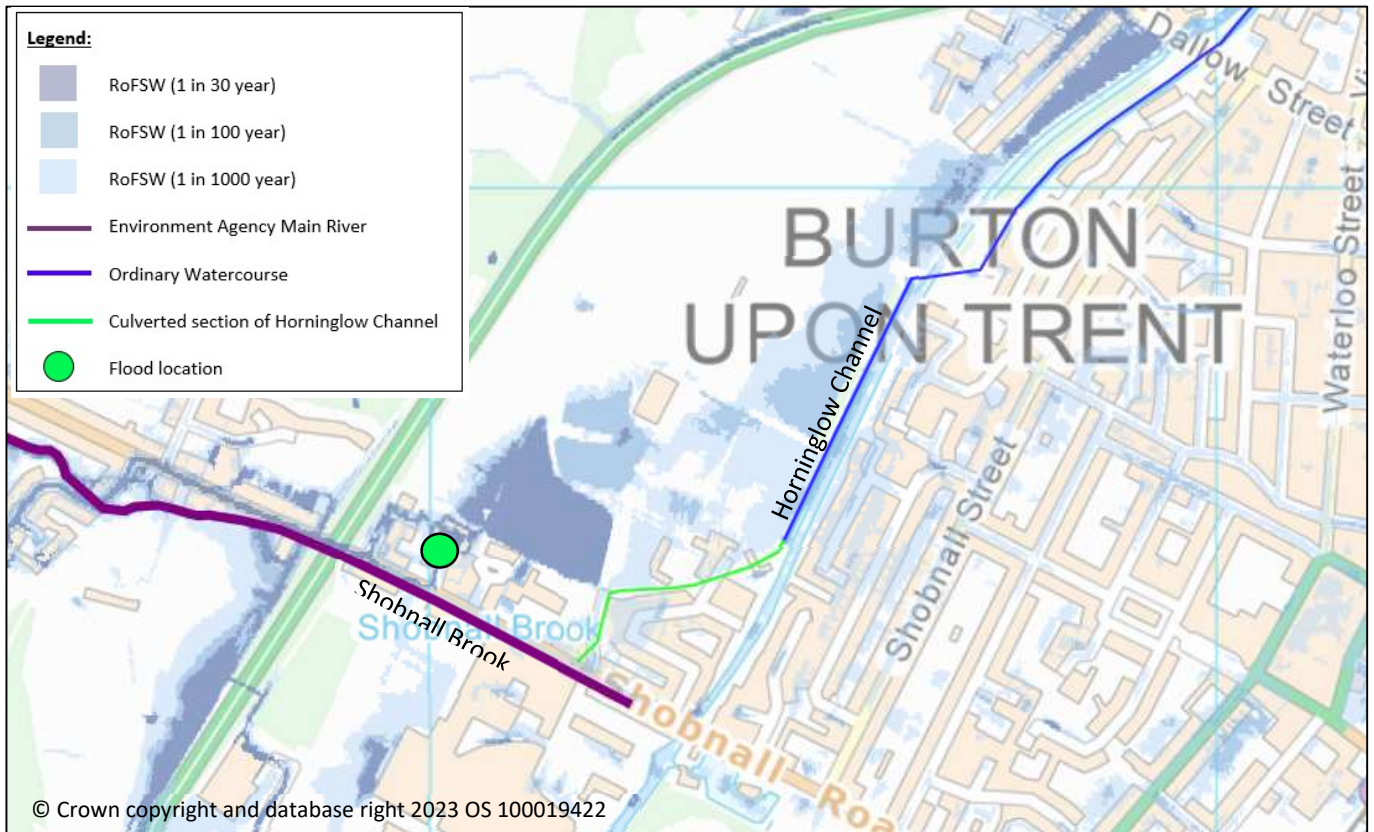 Legend:
RoFSW (1 in 30 year)
RoFSW (1 in 100 year)
RoFSW (1 in 1000 year)
Environment Agency Main River
Ordinary Watercourse
Culverted section of Horninglow Channel
Flood location
Dallow Street
BURTON
UPON TRENT
Waterloo Street
Horninglow Channel
Shobnall Street
Shobnall Brook
Shobnall Brook
Shobnall Roa
© Crown copyright and database right 2023 OS 100019422